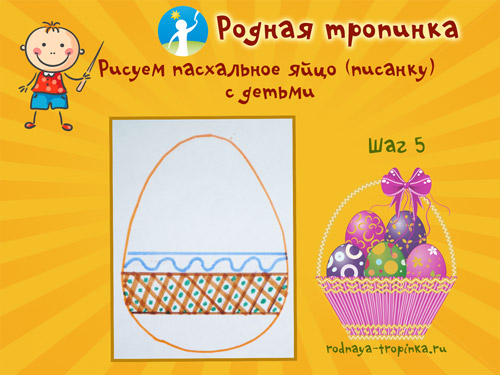 Родная тропинка
Рисуем пасхальное яйцо (писанку)
с детьми
Шаг 5
rodnaya-tropinka.ru